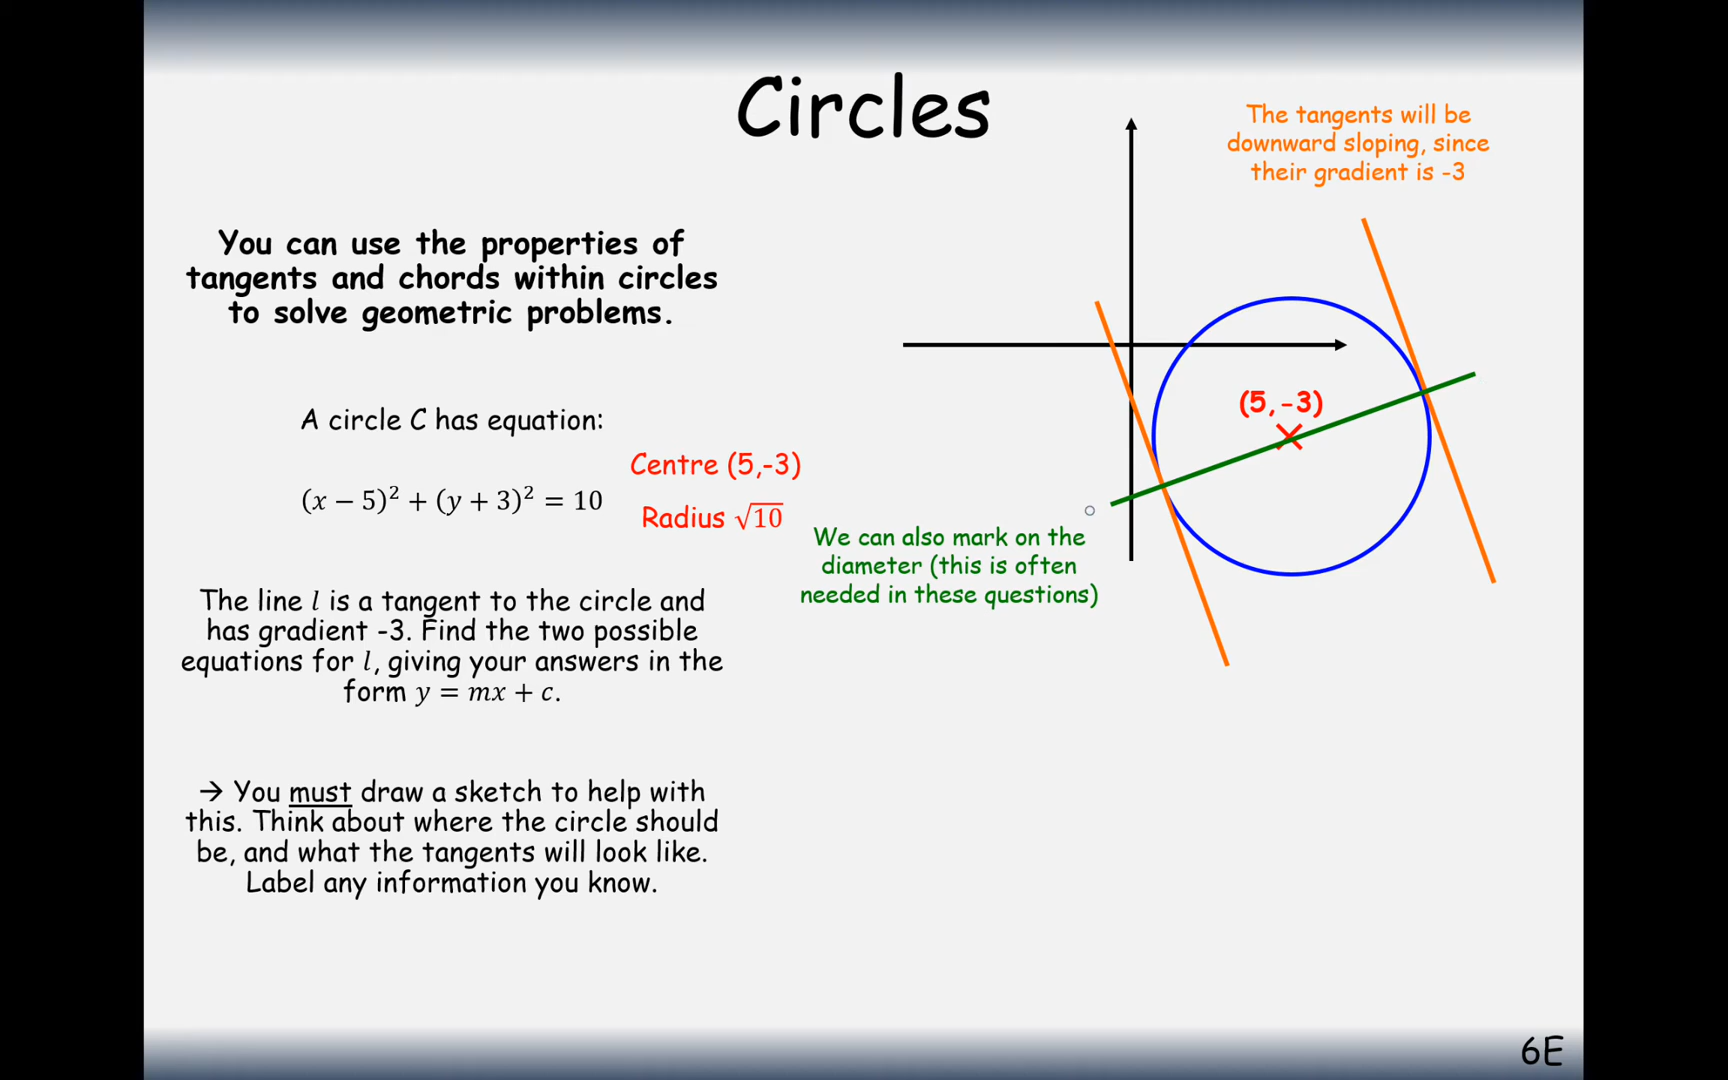 Circles
The tangents will be
downward sloping, since
their gradient is -3
You can use the properties of
tangents and chords within circles
to solve geometric problems.
A circle C has equation:
(x − 5)² + (y + 3)² = 10
Centre (5,-3)
Radius √10
(5,-3)
We can also mark on the
diameter (this is often
needed in these questions)
The line l is a tangent to the circle and
has gradient -3. Find the two possible
equations for l, giving your answers in the
form y = mx + c.
→ You must draw a sketch to help with
this. Think about where the circle should
be, and what the tangents will look like.
Label any information you know.
6E